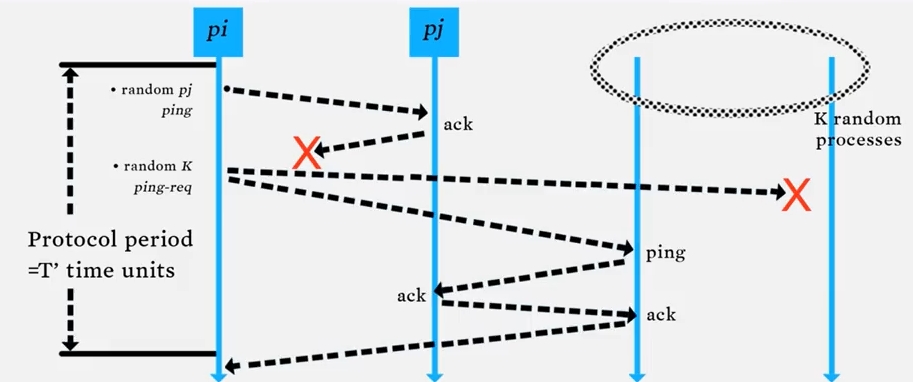 pi
pj
• random pj
ping
ack
X
K random
processes
• random K
ping-req
X
Protocol period
=T’ time units
ping
ack
ack